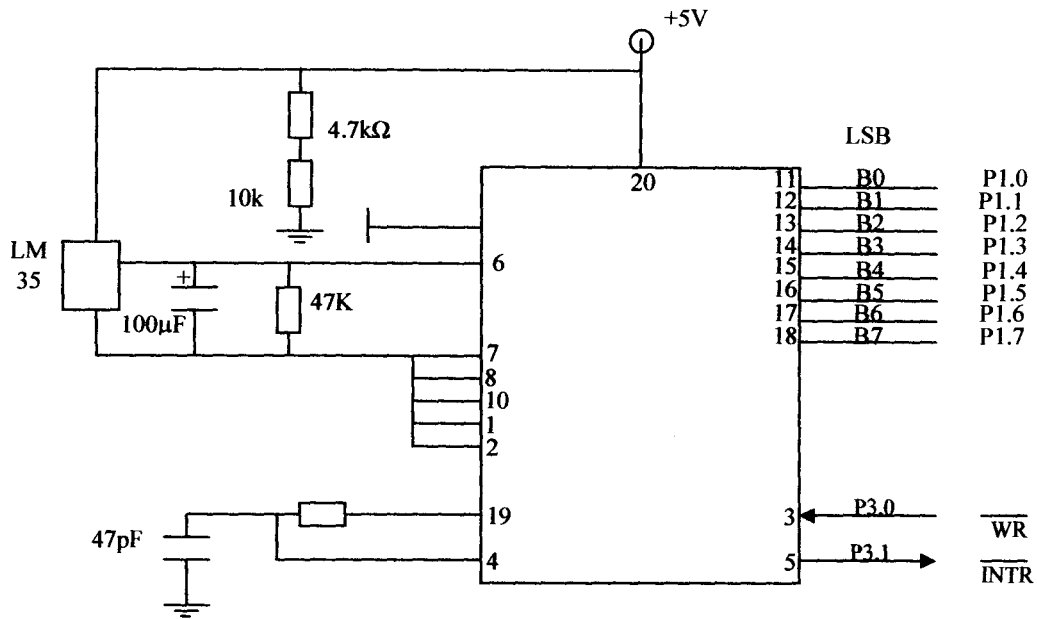 +5V
4.7kΩ
LSB
20
11 B0 P1.0
12 B1 P1.1
10k
13 B2 P1.2
14 B3 P1.3
LM
35
6
15 B4 P1.4
16 B5 P1.5
47K
100µF
17 B6 P1.6
18 B7 P1.7
7
8
10
1
2
19
3 P3.0 WR
47pF
4
5 P3.1 INTR